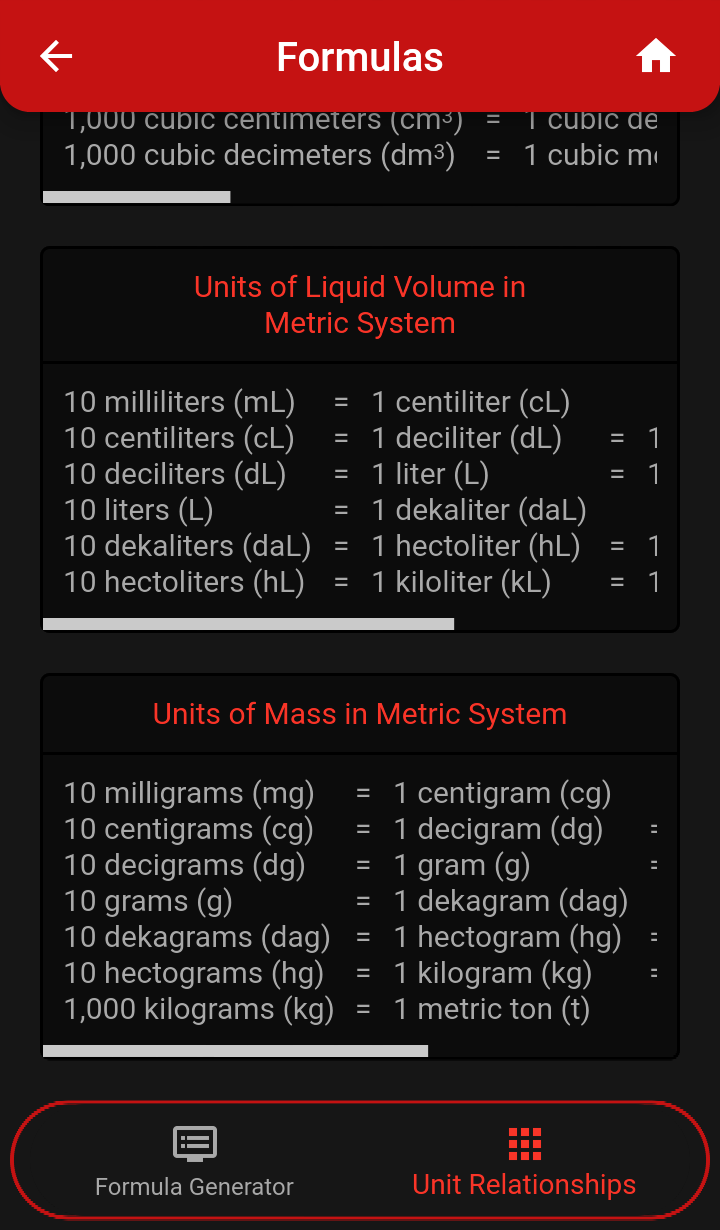 Formulas
1,000 cubic centimeters (cm³) = 1 cubic de
1,000 cubic decimeters (dm³) = 1 cubic m
Units of Liquid Volume in
Metric System
10 milliliters (mL) = 1 centiliter (cL)
10 centiliters (cL) = 1 deciliter (dL) = 1
10 deciliters (dL) = 1 liter (L) = 1
10 liters (L) = 1 dekaliter (daL)
10 dekaliters (daL) = 1 hectoliter (hL) = 1
10 hectoliters (hL) = 1 kiloliter (kL) = 1
Units of Mass in Metric System
10 milligrams (mg) = 1 centigram (cg)
10 centigrams (cg) = 1 decigram (dg) =
10 decigrams (dg) = 1 gram (g) =
10 grams (g) = 1 dekagram (dag)
10 dekagrams (dag) = 1 hectogram (hg) =
10 hectograms (hg) = 1 kilogram (kg) =
1,000 kilograms (kg) = 1 metric ton (t)
Formula Generator
Unit Relationships